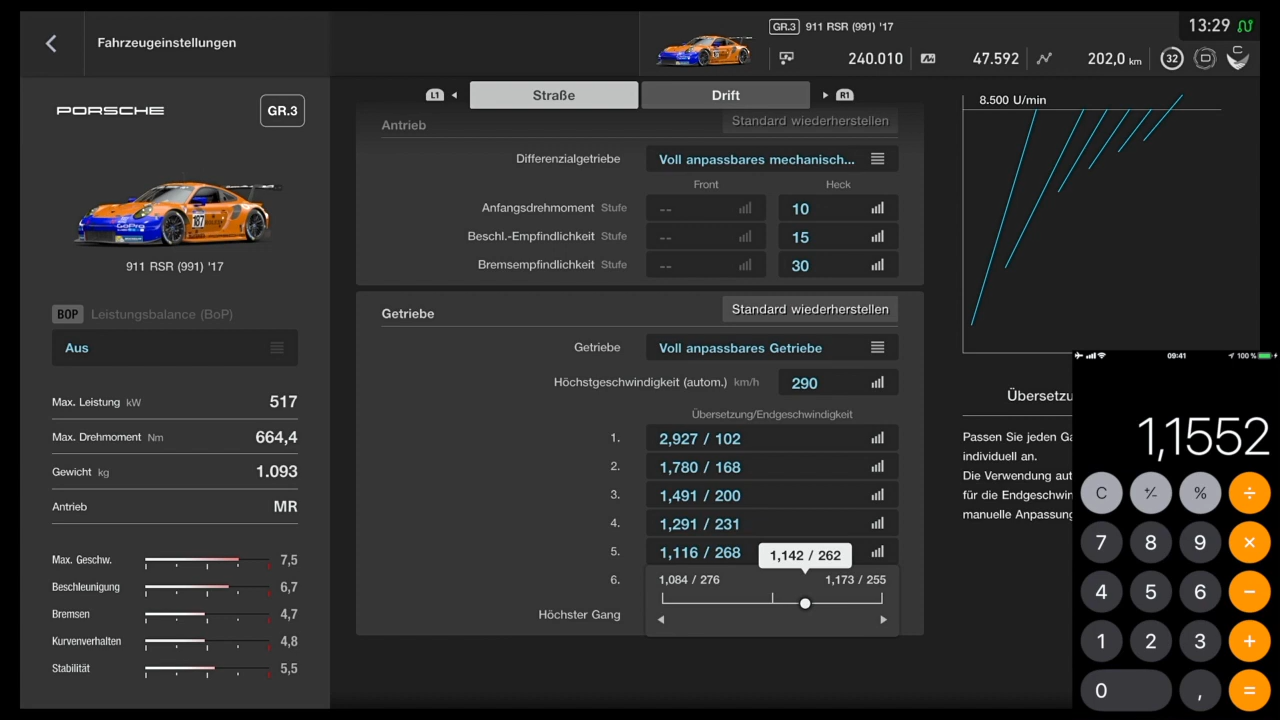 Fahrzeugeinstellungen
GR.3 911 RSR (991) '17
240.010 47.592 202,0 km 32 C
13:29
PORSCHE GR.3
187
GoPro
911 RSR (991) '17
BOP Leistungsbalance (BoP)
Aus
Max. Leistung kW 517
Max. Drehmoment Nm 664,4
Gewicht kg 1.093
Antrieb MR
Max. Geschw. 7,5
Beschleunigung 6,7
Bremsen 4,7
Kurvenverhalten 4,8
Stabilität 5,5
L1 Straße Drift R1
Antrieb Standard wiederherstellen
Differenzialgetriebe Voll anpassbares mechanisch...
Front Heck
Anfangsdrehmoment Stufe -- 10
Beschl.-Empfindlichkeit Stufe -- 15
Bremsempfindlichkeit Stufe -- 30
Getriebe Standard wiederherstellen
Getriebe Voll anpassbares Getriebe
Höchstgeschwindigkeit (autom.) km/h 290
Übersetzung/Endgeschwindigkeit
1. 2,927 / 102
2. 1,780 / 168
3. 1,491 / 200
4. 1,291 / 231
5. 1,116 / 268
1,142 / 262
6. 1,084 / 276 1,173 / 255
Höchster Gang
8.500 U/min
Übersetzu
Passen Sie jeden Ga
individuell an.
Die Verwendung aut
für die Endgeschwin
manuelle Anpassung
09:41 100 %
1,1552
C +/- % ÷
7 8 9 ×
4 5 6 −
1 2 3 +
0 , =